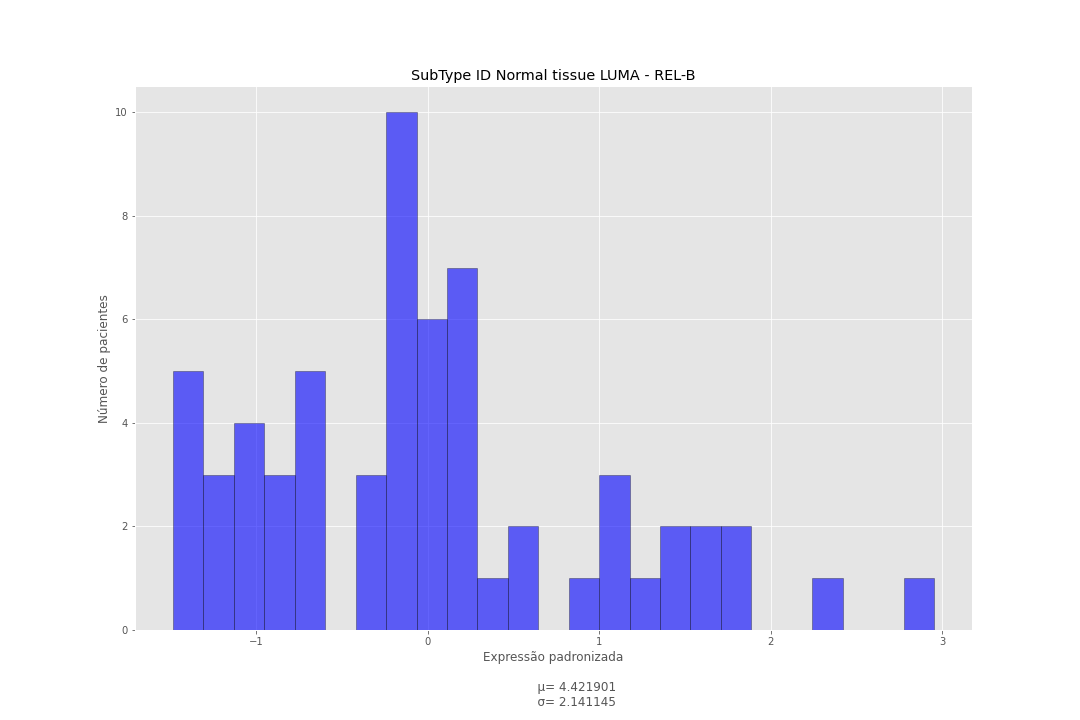 SubType ID Normal tissue LUMA - REL-B
10
8
6
4
2
0
Número de pacientes
−1
0
1
2
3
Expressão padronizada
μ= 4.421901
σ= 2.141145